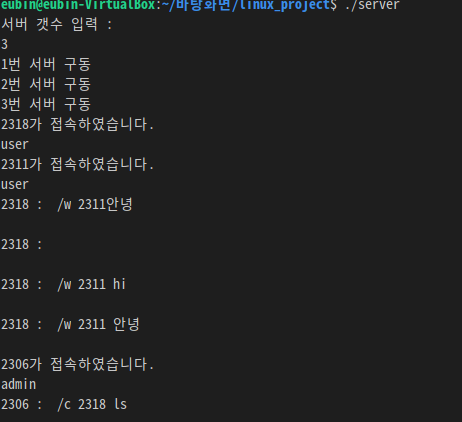 eubin@eubin-VirtualBox:~/바탕화면/linux_project$ ./server
서버 갯수 입력 :
3
1번 서버 구동
2번 서버 구동
3번 서버 구동
2318가 접속하였습니다.
user
2311가 접속하였습니다.
user
2318 :  /w 2311안녕
2318 :
2318 :  /w 2311 hi
2318 :  /w 2311 안녕
2306가 접속하였습니다.
admin
2306 :  /c 2318 ls